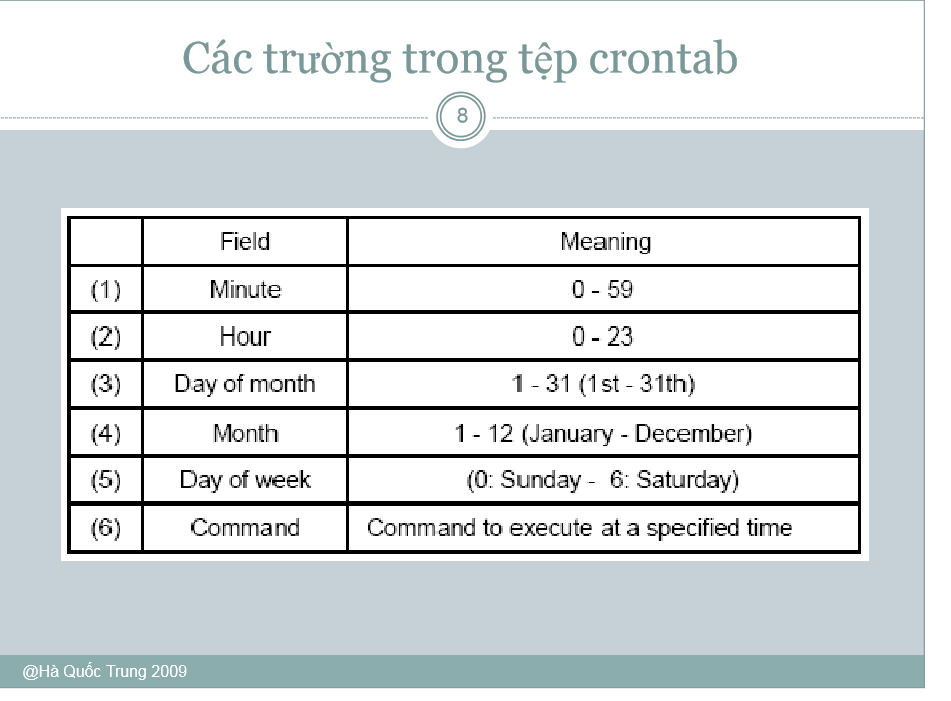 Các trường trong tệp crontab
8
Field Meaning
(1) Minute 0 - 59
(2) Hour 0 - 23
(3) Day of month 1 - 31 (1st - 31th)
(4) Month 1 - 12 (January - December)
(5) Day of week (0: Sunday - 6: Saturday)
(6) Command Command to execute at a specified time
@Hà Quốc Trung 2009